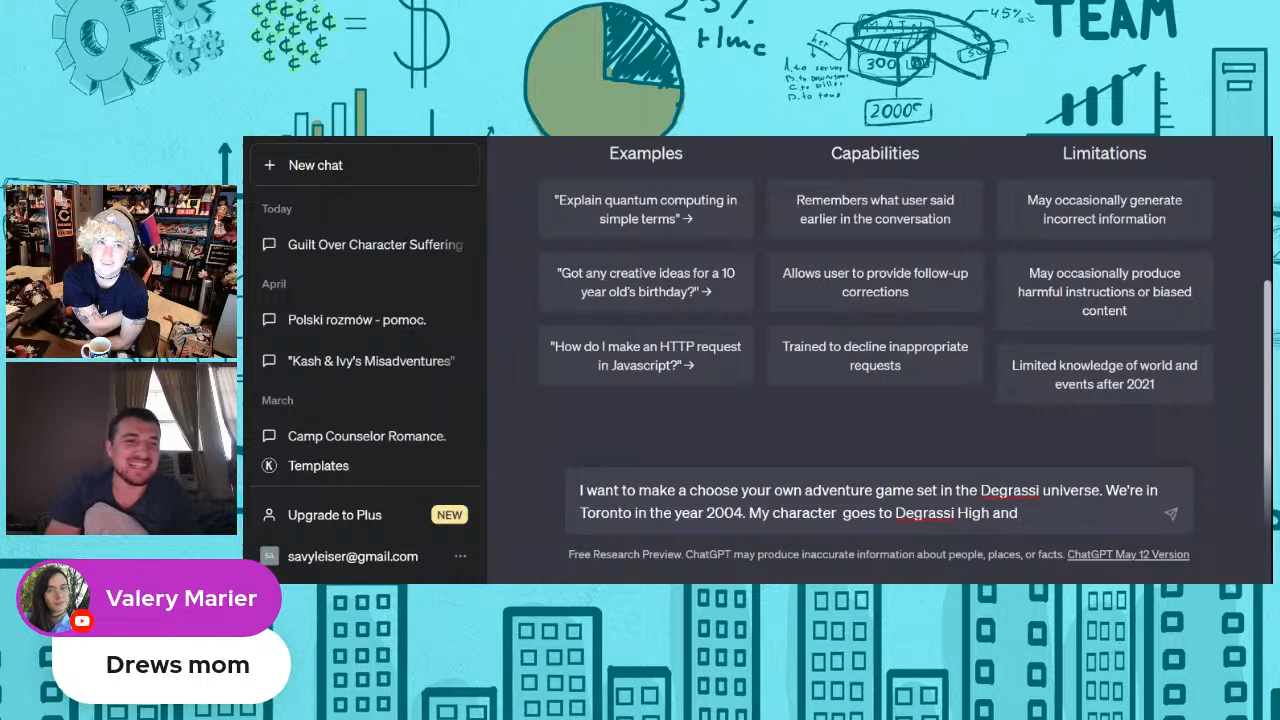 25%
time
45%
MAIN
300
2000
TEAM
New chat
Today
Guilt Over Character Suffering
April
Polski rozmów - pomoc.
"Kash & Ivy's Misadventures"
March
Camp Counselor Romance.
Templates
Upgrade to Plus
NEW
SA
savyleiser@gmail.com
Examples
"Explain quantum computing in
simple terms" →
"Got any creative ideas for a 10
year old's birthday?" →
"How do I make an HTTP request
in Javascript?" →
Capabilities
Remembers what user said
earlier in the conversation
Allows user to provide follow-up
corrections
Trained to decline inappropriate
requests
Limitations
May occasionally generate
incorrect information
May occasionally produce
harmful instructions or biased
content
Limited knowledge of world and
events after 2021
I want to make a choose your own adventure game set in the Degrassi universe. We're in
Toronto in the year 2004. My character  goes to Degrassi High and
Free Research Preview. ChatGPT may produce inaccurate information about people, places, or facts. ChatGPT May 12 Version
Valery Marier
Drews mom